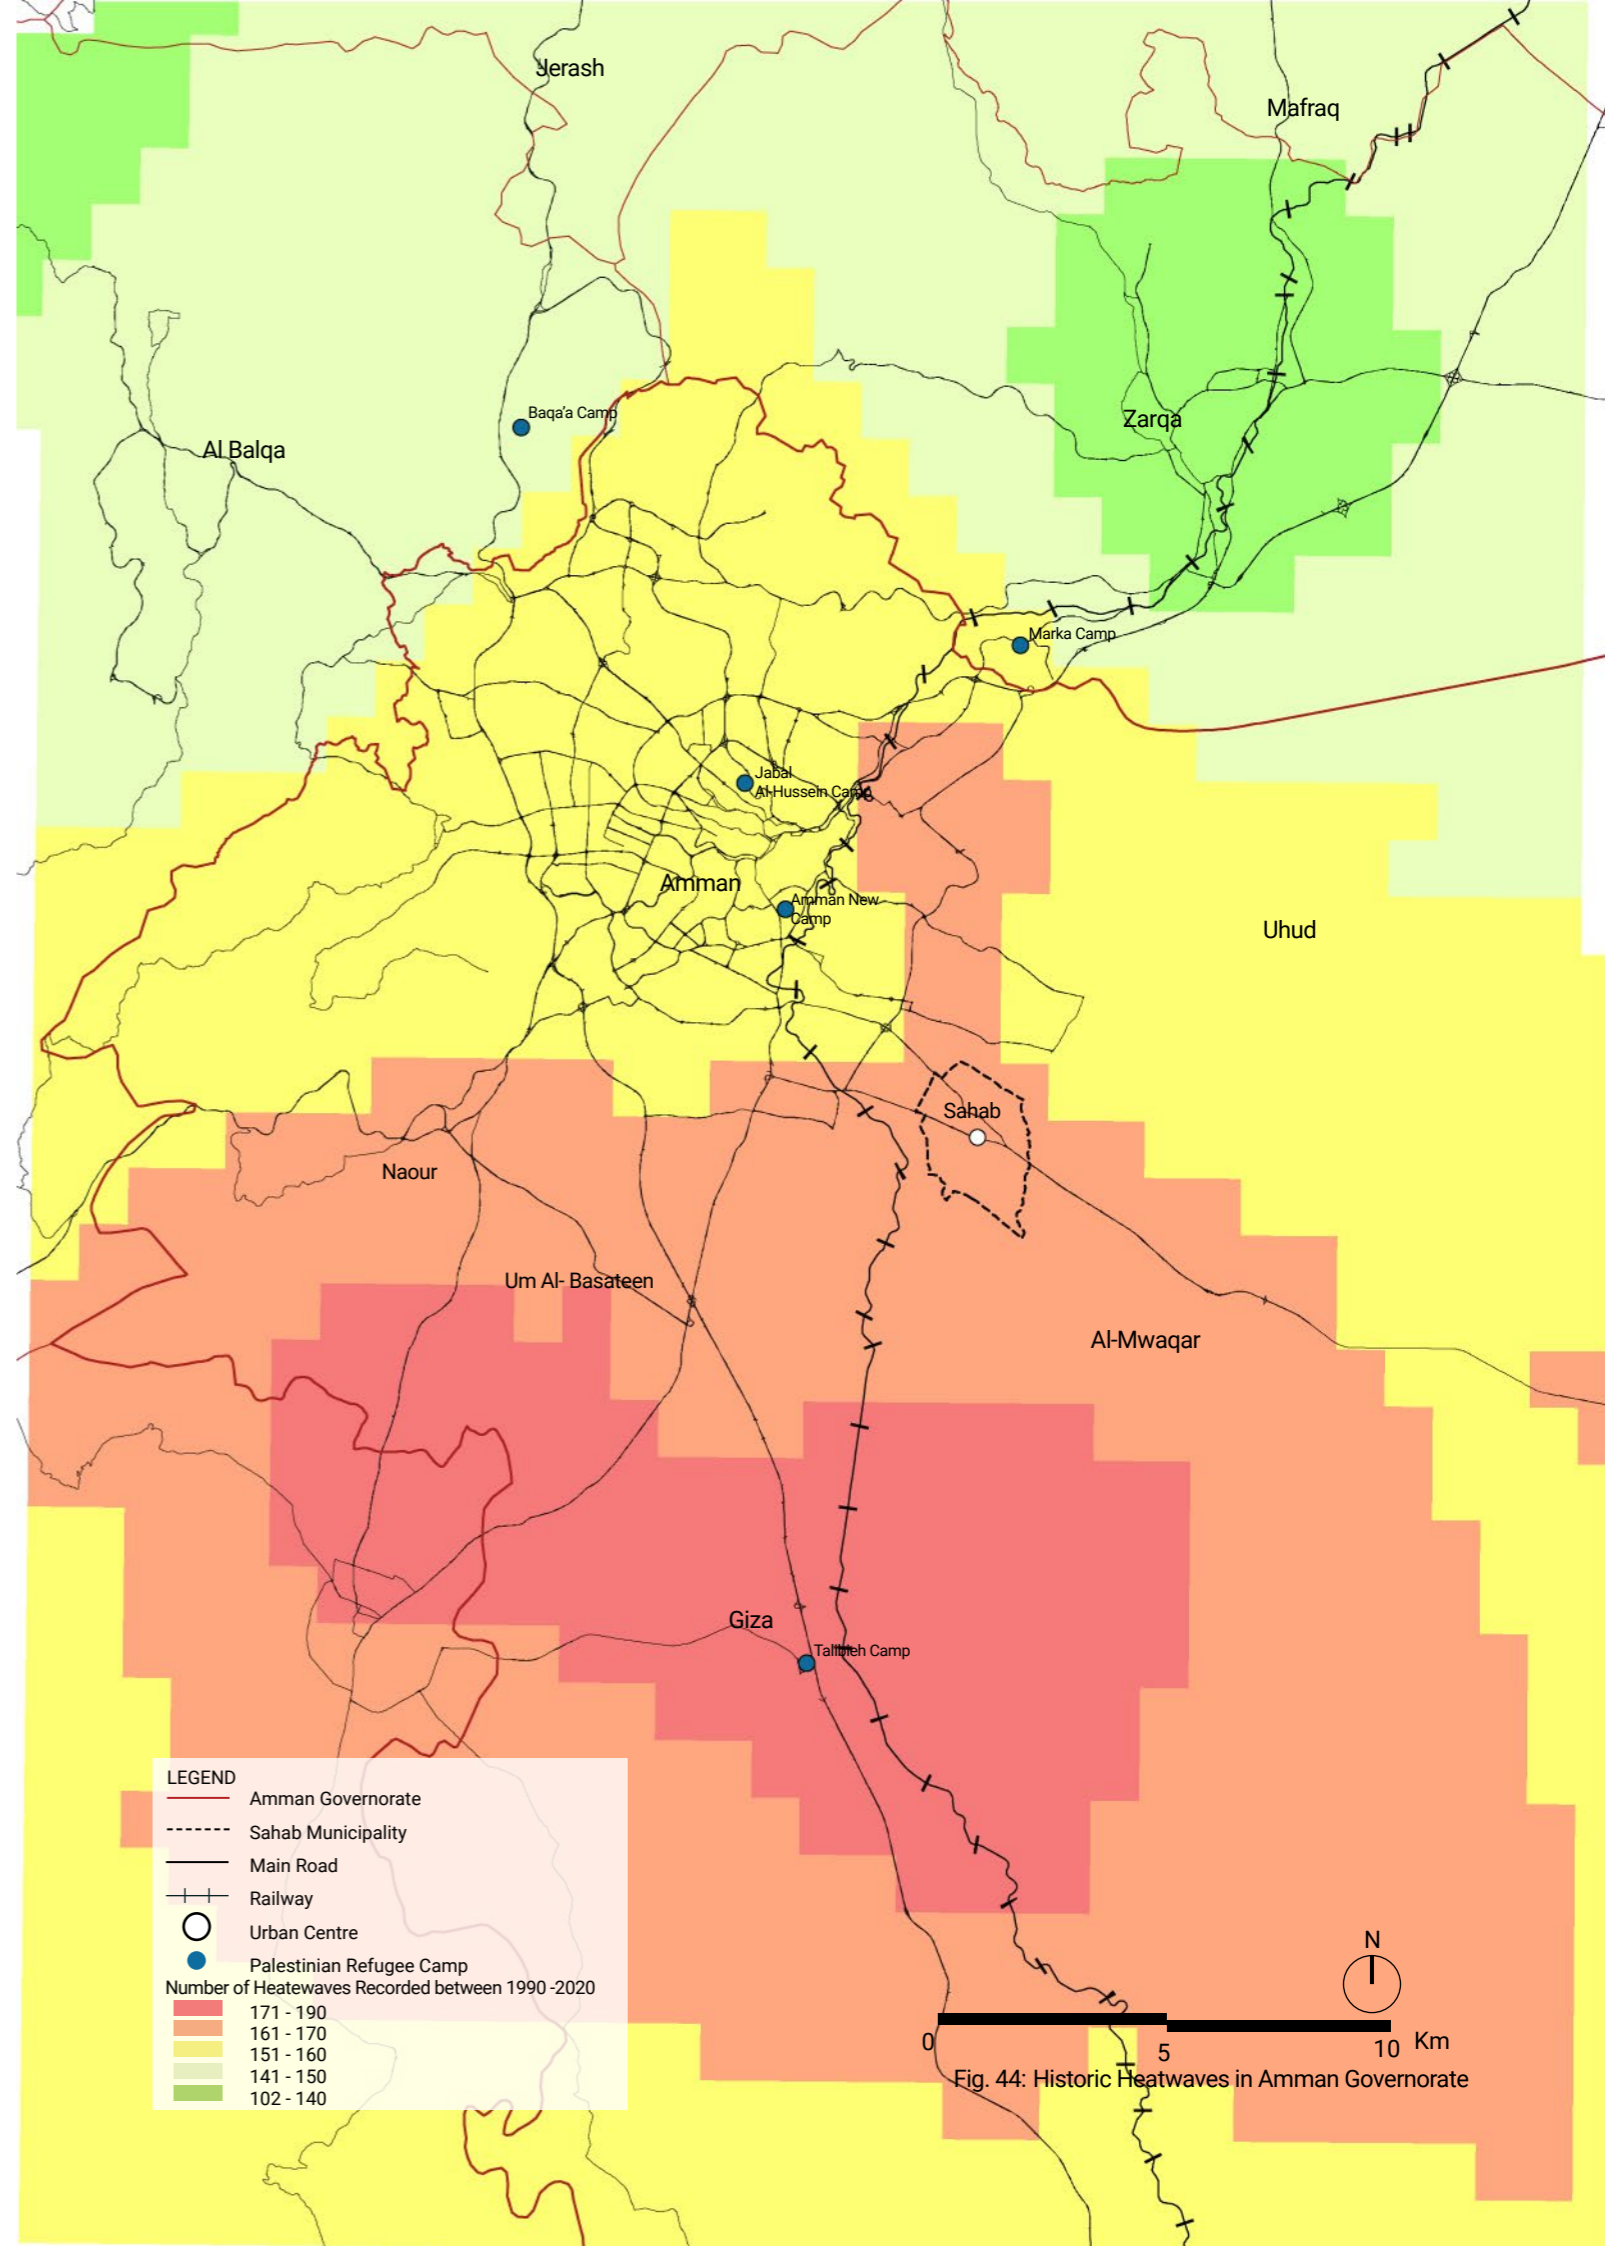 Jerash
Mafraq
Baqa'a Camp
Zarqa
Al Balqa
Marka Camp
Jabal
Al-Hussein Camp
Amman
Amman New
Camp
Uhud
Sahab
Naour
Um Al- Basateen
Al-Mwaqar
Giza
Talibieh Camp
LEGEND
Amman Governorate
Sahab Municipality
Main Road
Railway
Urban Centre
Palestinian Refugee Camp
Number of Heatewaves Recorded between 1990 -2020
171 - 190
161 - 170
151 - 160
141 - 150
102 - 140
N
0
5
10 Km
Fig. 44: Historic Heatwaves in Amman Governorate